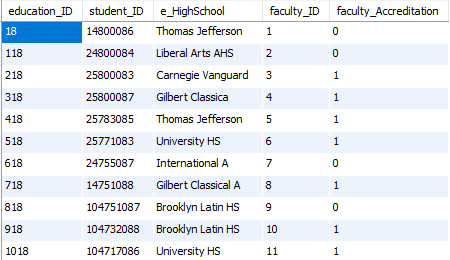 education_ID student_ID e_HighSchool faculty_ID faculty_Accreditation
18 14800086 Thomas Jefferson 1 0
118 24800084 Liberal Arts AHS 2 0
218 25800083 Carnegie Vanguard 3 1
318 25800087 Gilbert Classica 4 1
418 25783085 Thomas Jefferson 5 1
518 25771083 University HS 6 1
618 24755087 International A 7 0
718 14751088 Gilbert Classical A 8 1
818 104751087 Brooklyn Latin HS 9 0
918 104732088 Brooklyn Latin HS 10 1
1018 104717086 University HS 11 1